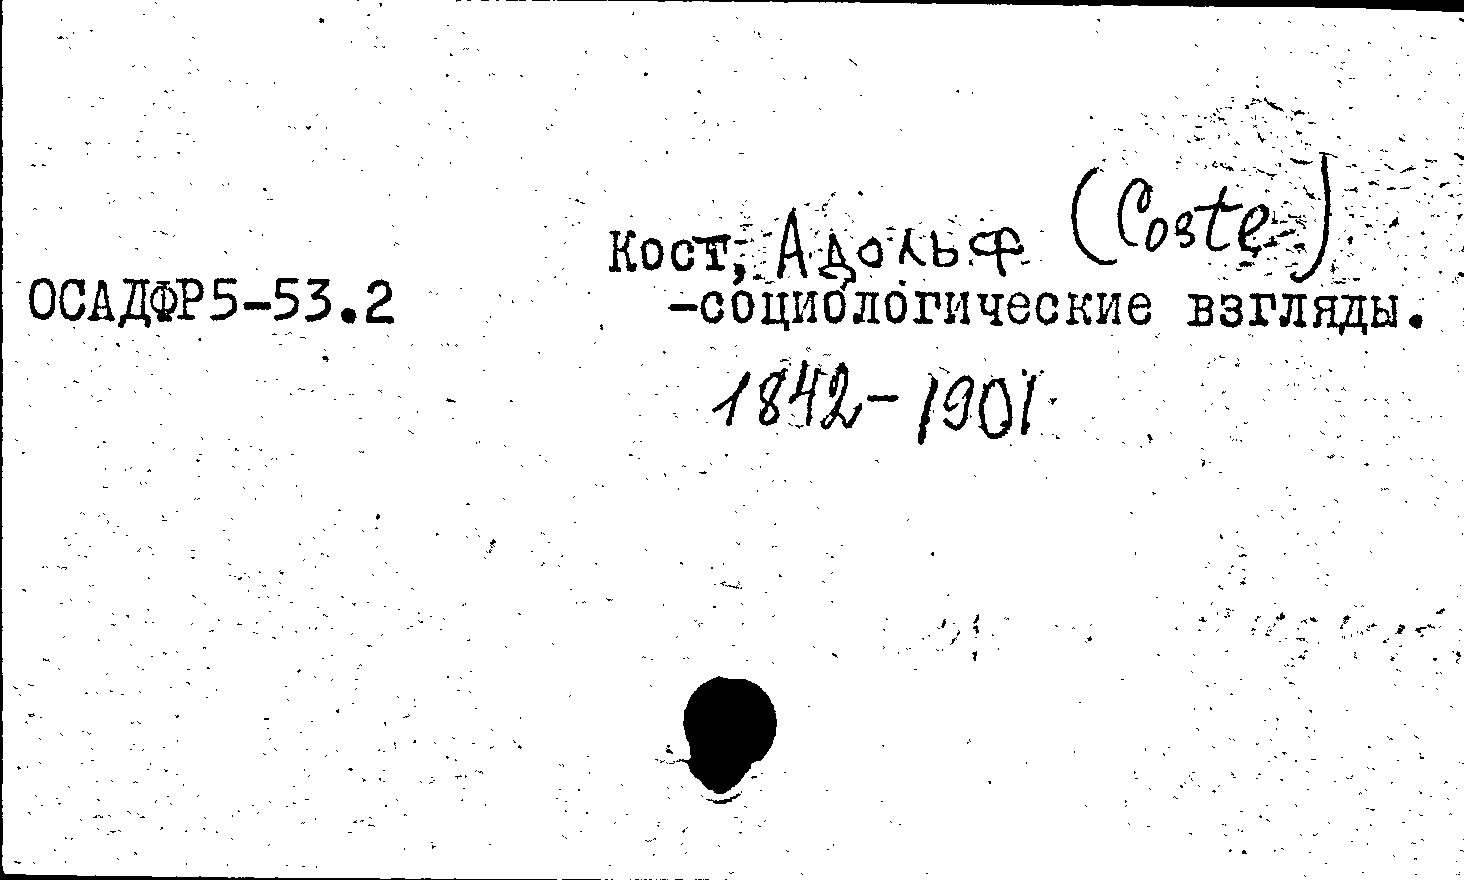 Кост, Адольф (Coste)
ОСАДФР5-53.2
-социологические взгляды.
1842-1901